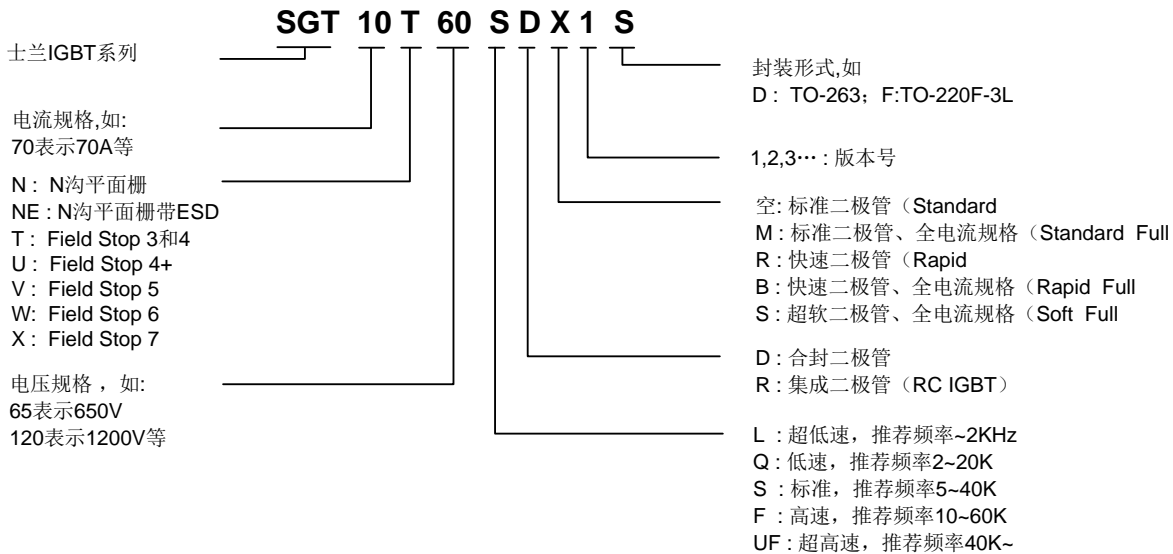 SGT 10 T 60 S D X 1 S
士兰IGBT系列
电流规格,如:
70表示70A等
N : N沟平面栅
NE : N沟平面栅带ESD
T : Field Stop 3和4
U : Field Stop 4+
V : Field Stop 5
W: Field Stop 6
X : Field Stop 7
电压规格 ，如:
65表示650V
120表示1200V等
封装形式,如
D : TO-263；F:TO-220F-3L
1,2,3… : 版本号
空: 标准二极管（Standard
M : 标准二极管、全电流规格（Standard Full
R : 快速二极管（Rapid
B : 快速二极管、全电流规格（Rapid Full
S : 超软二极管、全电流规格（Soft Full
D : 合封二极管
R : 集成二极管（RC IGBT）
L : 超低速，推荐频率~2KHz
Q : 低速，推荐频率2~20K
S : 标准，推荐频率5~40K
F : 高速，推荐频率10~60K
UF : 超高速，推荐频率40K~